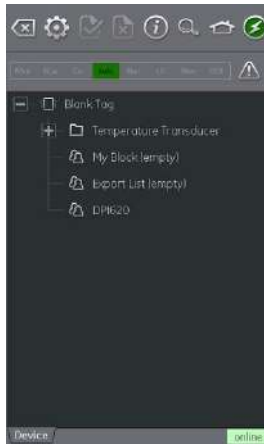 Blank Tag
Temperature Transducer
My Block (empty)
Export List (empty)
DPI620
Device
online